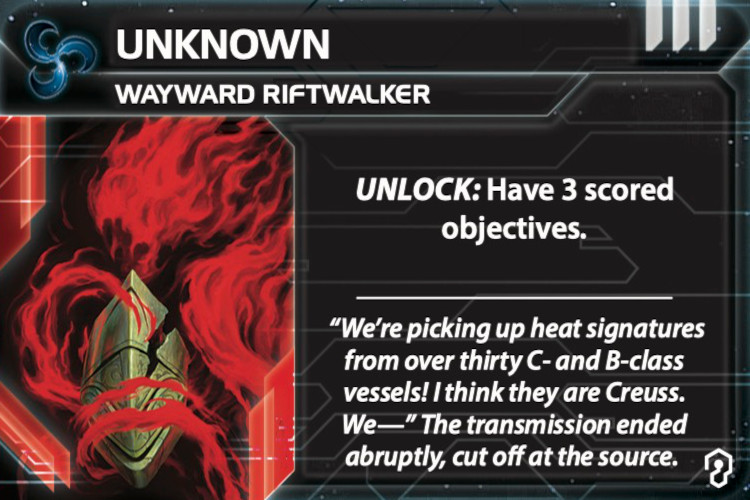 UNKNOWN
WAYWARD RIFTWALKER
UNLOCK: Have 3 scored
objectives.
“We’re picking up heat signatures
from over thirty C- and B-class
vessels! I think they are Creuss.
We—” The transmission ended
abruptly, cut off at the source.